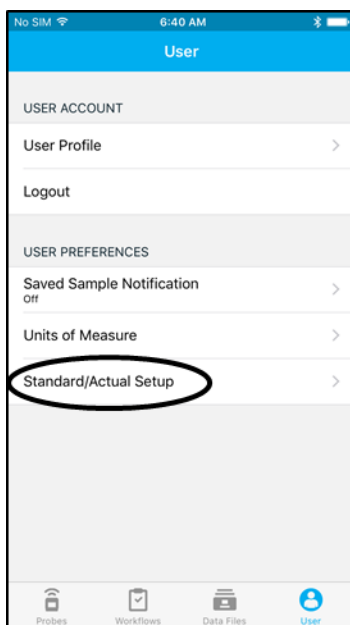 No SIM 6:40 AM
User
USER ACCOUNT
User Profile
Logout
USER PREFERENCES
Saved Sample Notification
Off
Units of Measure
Standard/Actual Setup
Probes Workflows Data Files User